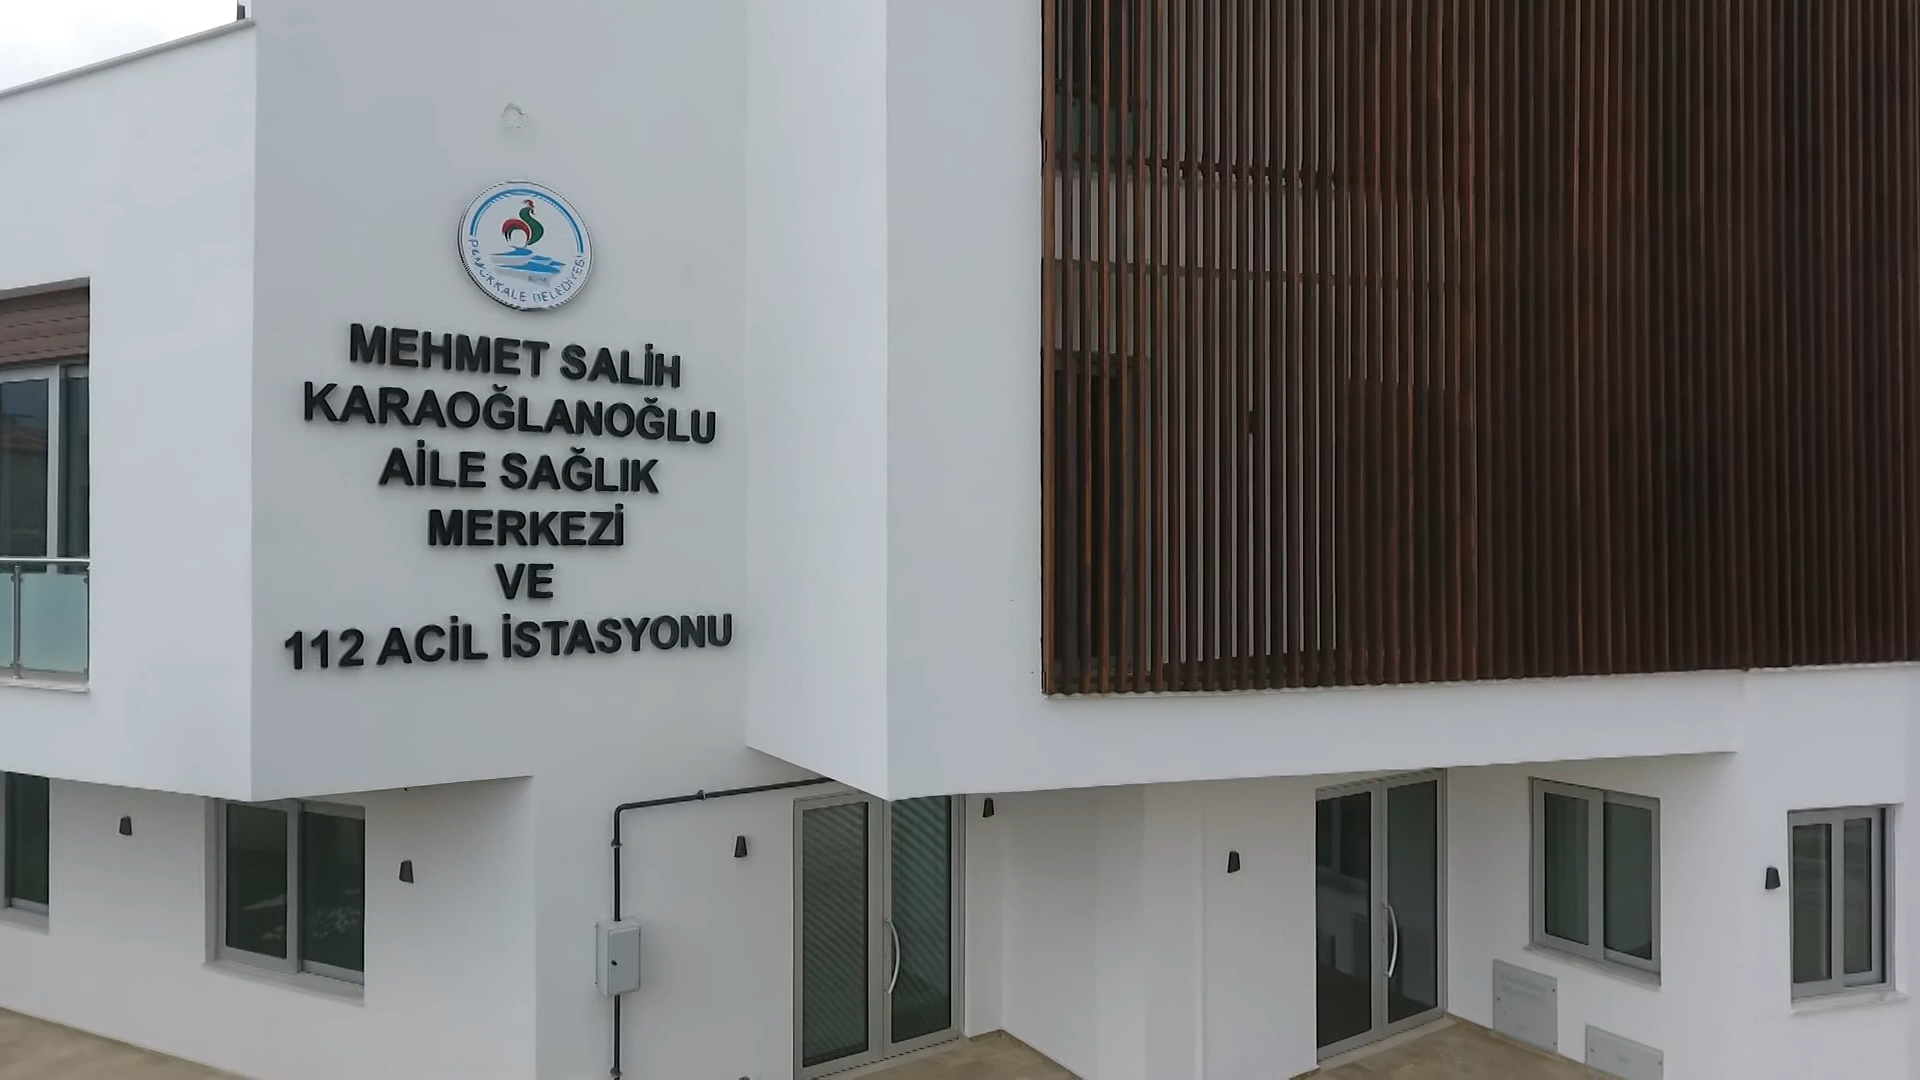 PAMUKKALE BELEDİYESİ
MEHMET SALİH
KARAOĞLANOĞLU
AİLE SAĞLIK
MERKEZİ
VE
112 ACİL İSTASYONU